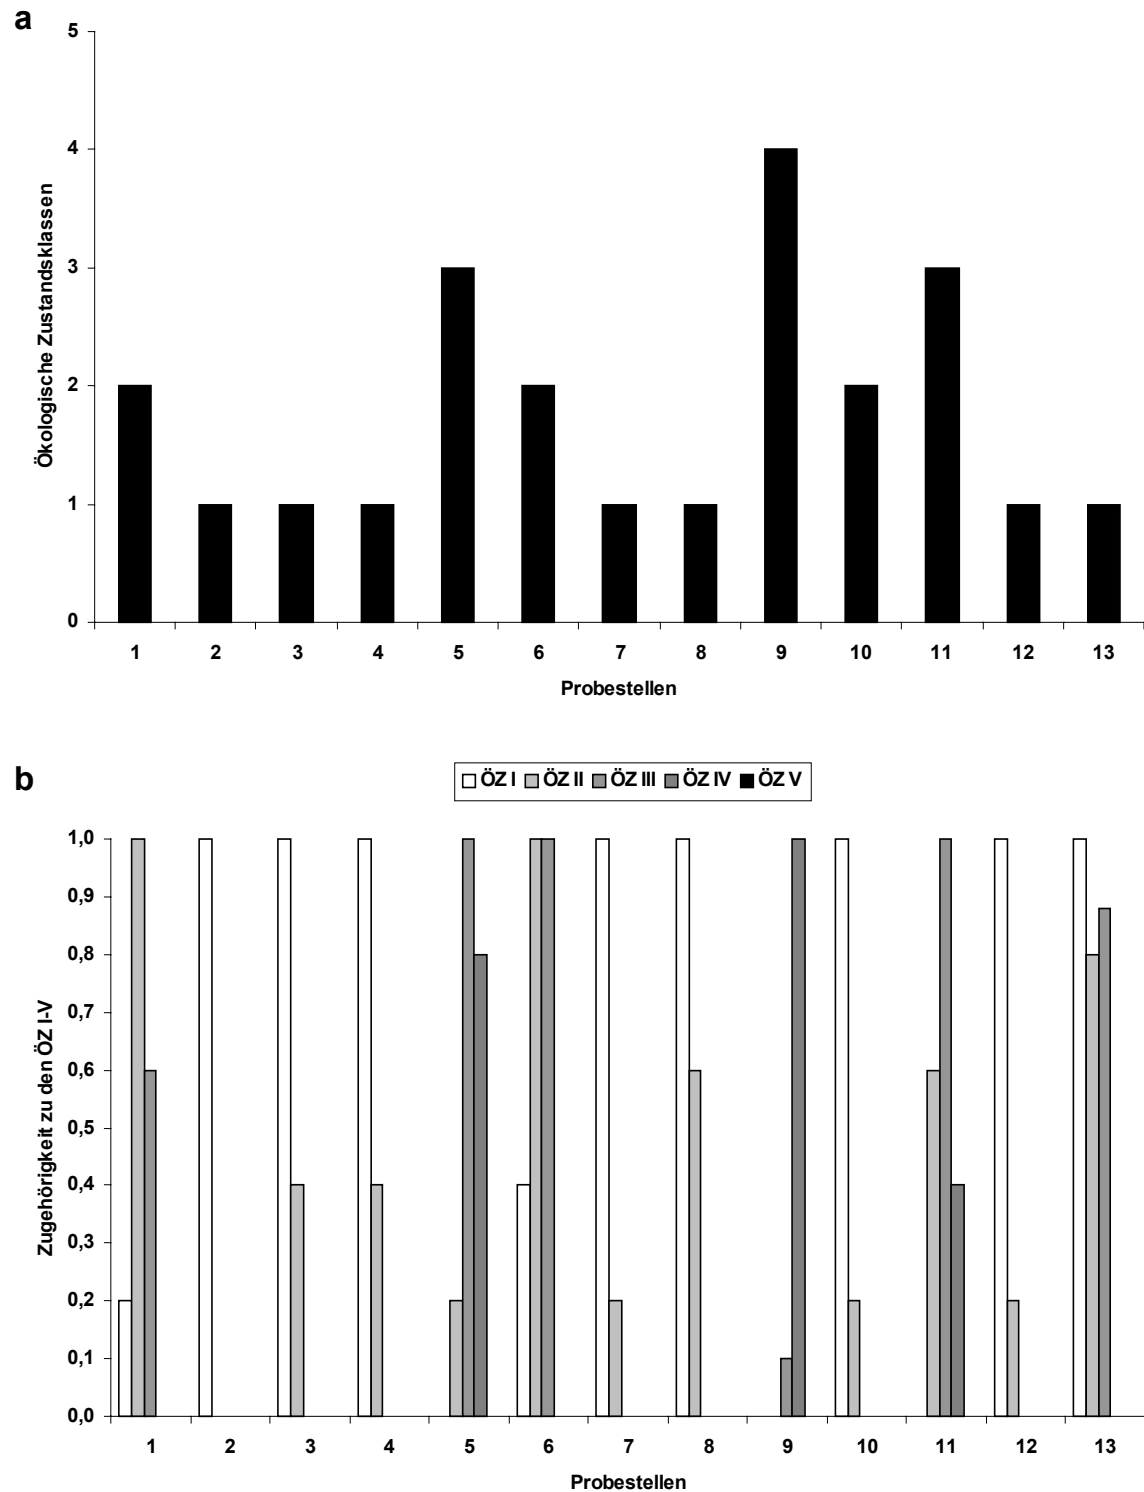 a
5
4
3
2
1
0
Ökologische Zustandsklassen
1 2 3 4 5 6 7 8 9 10 11 12 13
Probestellen
b
ÖZ I ÖZ II ÖZ III ÖZ IV ÖZ V
1,0
0,9
0,8
0,7
0,6
0,5
0,4
0,3
0,2
0,1
0,0
Zugehörigkeit zu den ÖZ I-V
1 2 3 4 5 6 7 8 9 10 11 12 13
Probestellen